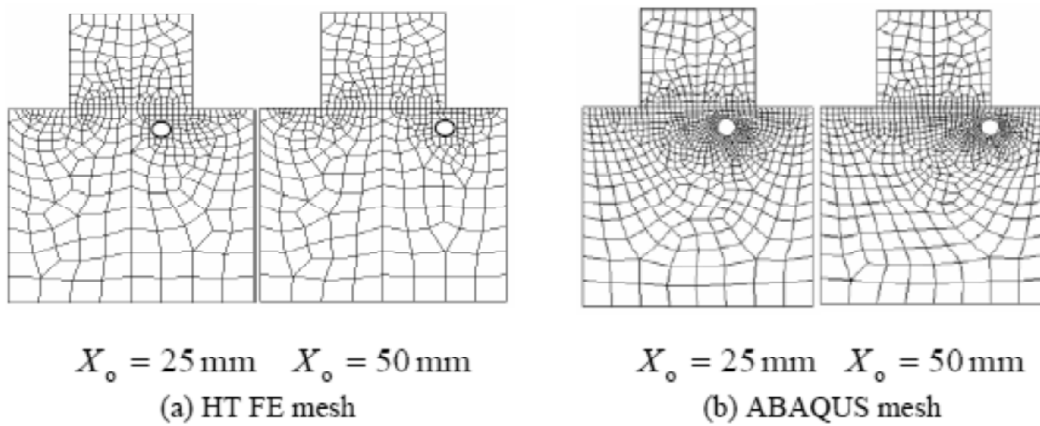 X_o = 25 mm X_o = 50 mm
(a) HT FE mesh
X_o = 25 mm X_o = 50 mm
(b) ABAQUS mesh